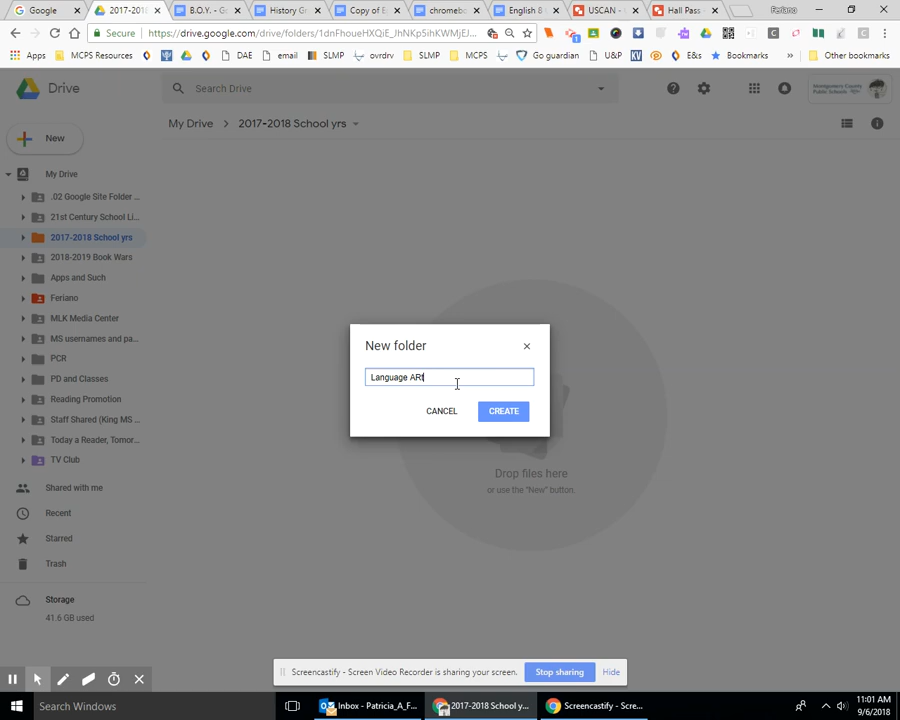 Google
2017-2018
B.O.Y. - G
History Gr
Copy of E
chromeb
English 8
USCAN -
Hall Pass
Feriano
Secure
https://drive.google.com/drive/folders/1dnFhoueHXQiE_JhNKp5ihKWMjEJ...
Apps
MCPS Resources
DAE
email
SLMP
ovrdrv
SLMP
MCPS
Go guardian
U&P
E&s
Bookmarks
»
Other bookmarks
Drive
Search Drive
Montgomery County
Public Schools
New
My Drive > 2017-2018 School yrs
My Drive
.02 Google Site Folder ...
21st Century School Li...
2017-2018 School yrs
2018-2019 Book Wars
Apps and Such
Feriano
MLK Media Center
MS usernames and pa...
PCR
PD and Classes
Reading Promotion
Staff Shared (King MS ...
Today a Reader, Tomor...
TV Club
Shared with me
Recent
Starred
Trash
Storage
41.6 GB used
New folder
Language ARt
CANCEL
CREATE
Drop files here
or use the "New" button.
Screencastify - Screen Video Recorder is sharing your screen.
Stop sharing
Hide
Search Windows
Inbox - Patricia_A_F...
2017-2018 School y...
Screencastify - Scre...
11:01 AM
9/6/2018